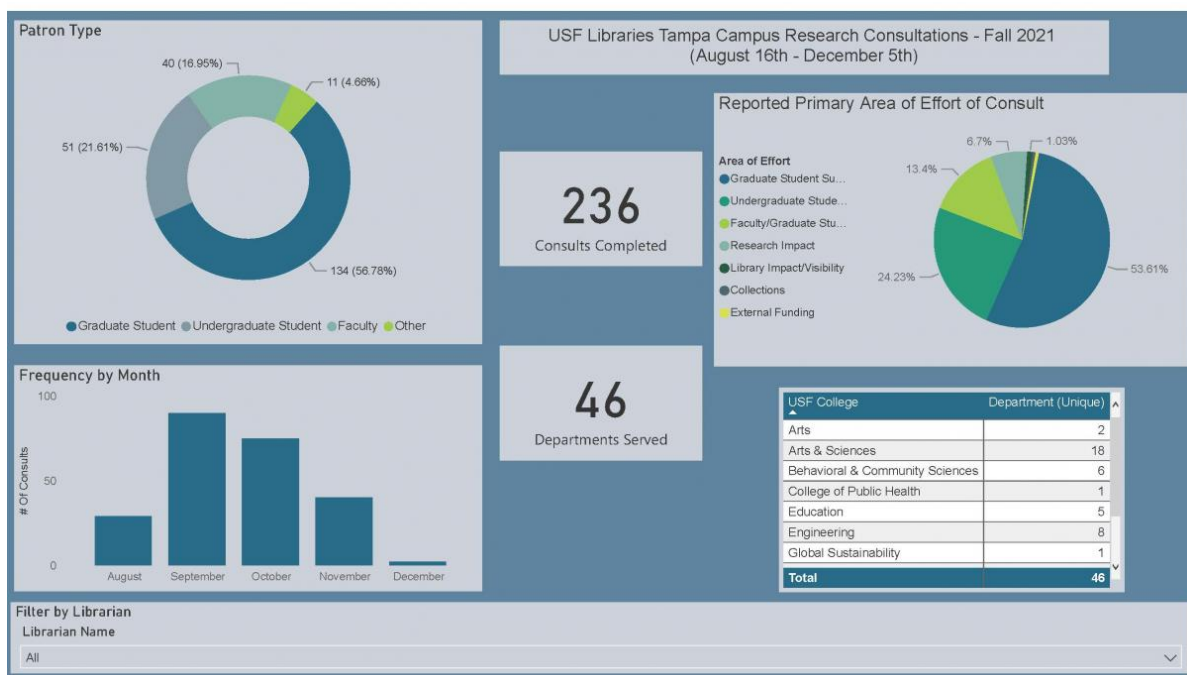 Patron Type
40 (16.95%)
11 (4.66%)
51 (21.61%)
134 (56.78%)
Graduate Student Undergraduate Student Faculty Other
USF Libraries Tampa Campus Research Consultations - Fall 2021
(August 16th - December 5th)
236
Consults Completed
46
Departments Served
Reported Primary Area of Effort of Consult
Area of Effort
Graduate Student Su...
Undergraduate Stude...
Faculty/Graduate Stu...
Research Impact
Library Impact/Visibility
Collections
External Funding
6.7%
1.03%
13.4%
24.23%
53.61%
Frequency by Month
# Of Consults
100
50
0
August September October November December
USF College Department (Unique)
Arts 2
Arts & Sciences 18
Behavioral & Community Sciences 6
College of Public Health 1
Education 5
Engineering 8
Global Sustainability 1
Total 46
Filter by Librarian
Librarian Name
All